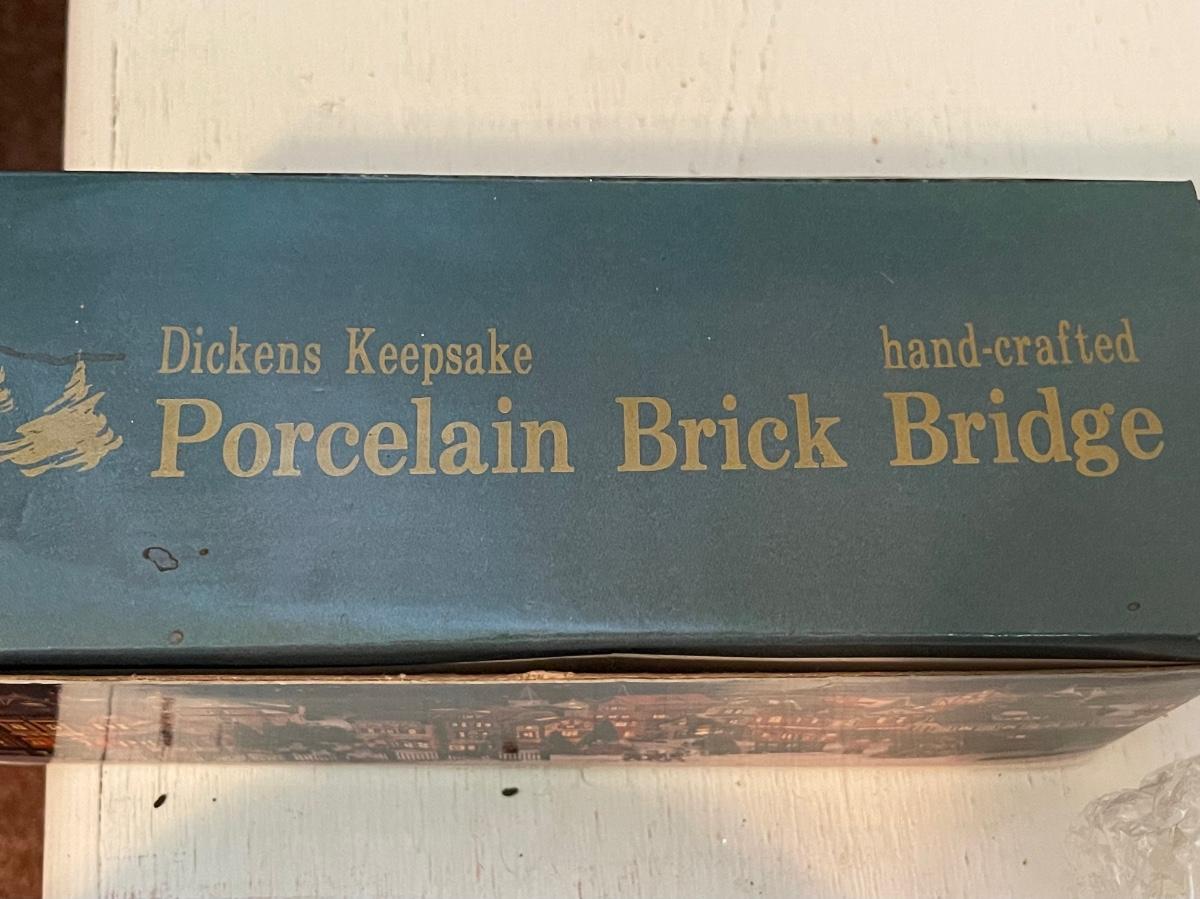 Dickens Keepsake hand-crafted
Porcelain Brick Bridge